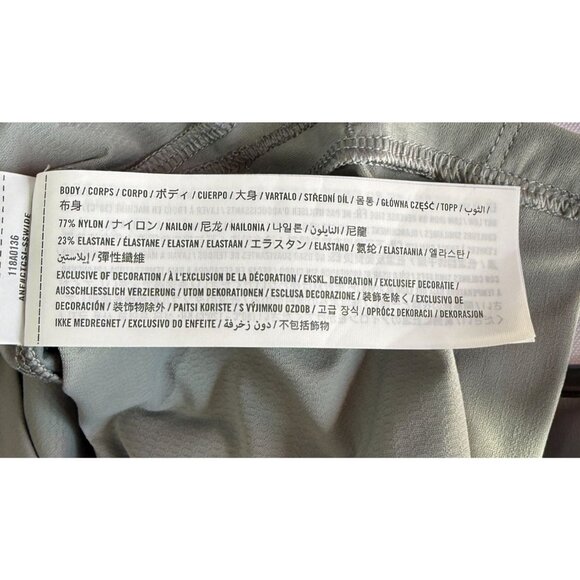 BODY / CORPS / CORPO / ボディ / CUERPO / 大身 / VARTALO / STŘEDNÍ DÍL / 몸통 / GŁÓWNA CZĘŚĆ / TOPP / الثوب /
布身
77% NYLON / ナイロン / NAILON / 尼龙 / NAILONIA / 나일론 / النايلون / 尼龍
23% ELASTANE / ÉLASTANE / ELASTAN / ELASTAAN / エラスタン / ELASTANO / 氨纶 / ELASTAANIA / 엘라스탄 /
إيلاستين / 彈性纖維
EXCLUSIVE OF DECORATION / À L'EXCLUSION DE LA DÉCORATION / EKSKL. DEKORATION / EXCLUSIEF DECORATIE /
AUSSCHLIESSLICH VERZIERUNG / UTOM DEKORATIONEN / ESCLUSA DECORAZIONE / 装飾を除く / EXCLUSIVO DE
DECORACIÓN / 装饰物除外 / PAITSI KORISTE / S VÝJIMKOU OZDOB / 고급 장식 / OPRÓCZ DEKORACJI / DEKORASJON
IKKE MEDREGNET / EXCLUSIVO DO ENFEITE / دون زخرفة / 不包括飾物
118A0136